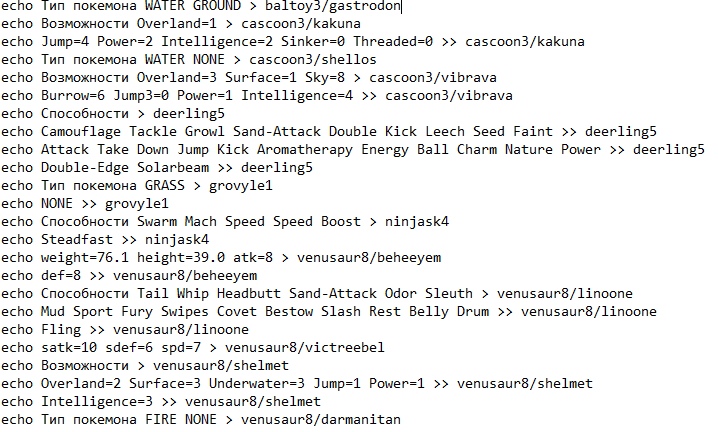 echo Тип покемона WATER GROUND > baltoy3/gastrodon
echo Возможности Overland=1 > cascoon3/kakuna
echo Jump=4 Power=2 Intelligence=2 Sinker=0 Threaded=0 >> cascoon3/kakuna
echo Тип покемона WATER NONE > cascoon3/shellos
echo Возможности Overland=3 Surface=1 Sky=8 > cascoon3/vibrava
echo Burrow=6 Jump3=0 Power=1 Intelligence=4 >> cascoon3/vibrava
echo Способности > deerling5
echo Camouflage Tackle Growl Sand-Attack Double Kick Leech Seed Faint >> deerling5
echo Attack Take Down Jump Kick Aromatherapy Energy Ball Charm Nature Power >> deerling5
echo Double-Edge Solarbeam >> deerling5
echo Тип покемона GRASS > grovyle1
echo NONE >> grovyle1
echo Способности Swarm Mach Speed Speed Boost > ninjask4
echo Steadfast >> ninjask4
echo weight=76.1 height=39.0 atk=8 > venusaur8/beheeyem
echo def=8 >> venusaur8/beheeyem
echo Способности Tail Whip Headbutt Sand-Attack Odor Sleuth > venusaur8/linoone
echo Mud Sport Fury Swipes Covet Bestow Slash Rest Belly Drum >> venusaur8/linoone
echo Fling >> venusaur8/linoone
echo satk=10 sdef=6 spd=7 > venusaur8/victreebel
echo Возможности > venusaur8/shelmet
echo Overland=2 Surface=3 Underwater=3 Jump=1 Power=1 >> venusaur8/shelmet
echo Intelligence=3 >> venusaur8/shelmet
echo Тип покемона FIRE NONE > venusaur8/darmanitan